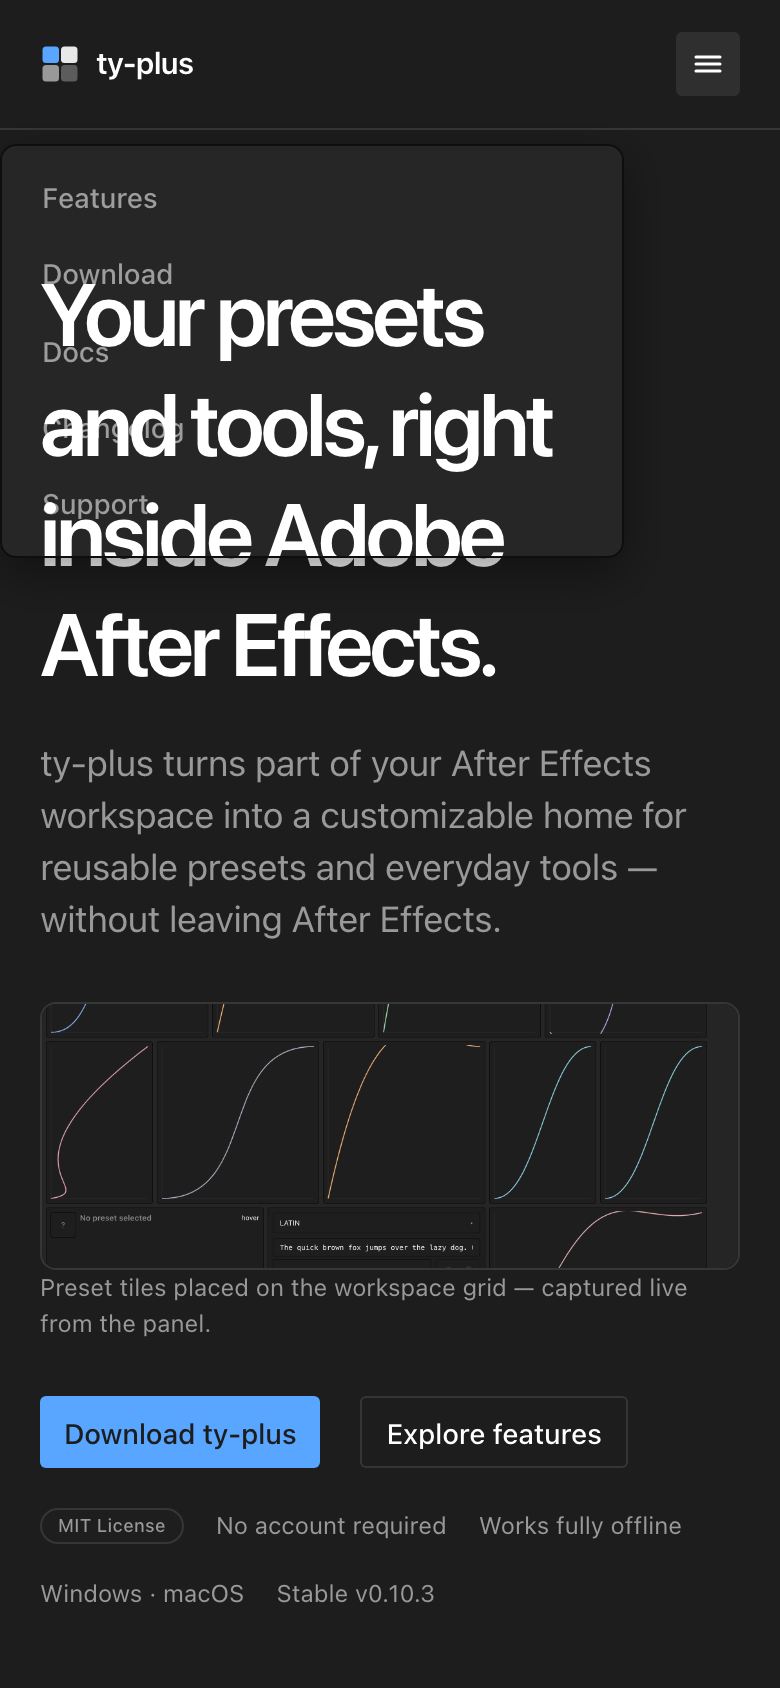 ty-plus
Features
Download
Your presets
Docs
and tools, right
Changelog
Support
inside Adobe
After Effects.
ty-plus turns part of your After Effects
workspace into a customizable home for
reusable presets and everyday tools —
without leaving After Effects.
?
No preset selected
hover
LATIN
The quick brown fox jumps over the lazy dog.
Preset tiles placed on the workspace grid — captured live
from the panel.
Download ty-plus
Explore features
MIT License
No account required
Works fully offline
Windows · macOS
Stable v0.10.3